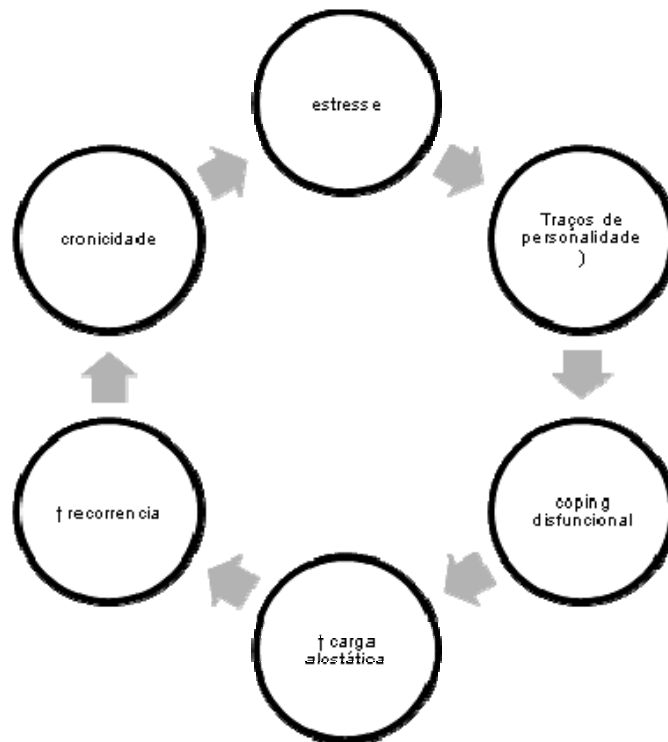 estresse
Traços de
personalidade
)
coping
disfuncional
† carga
alostática
† recorrencia
cronicidade